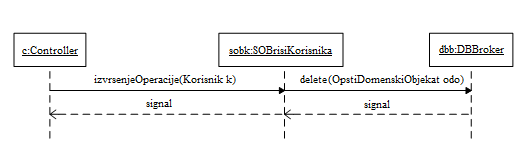 c:Controller
sobk:SOBrisiKorisnika
dbb:DBBroker
izvrsenjeOperacije(Korisnik k)
delete(OpstiDomenskiObjekat odo)
signal
signal